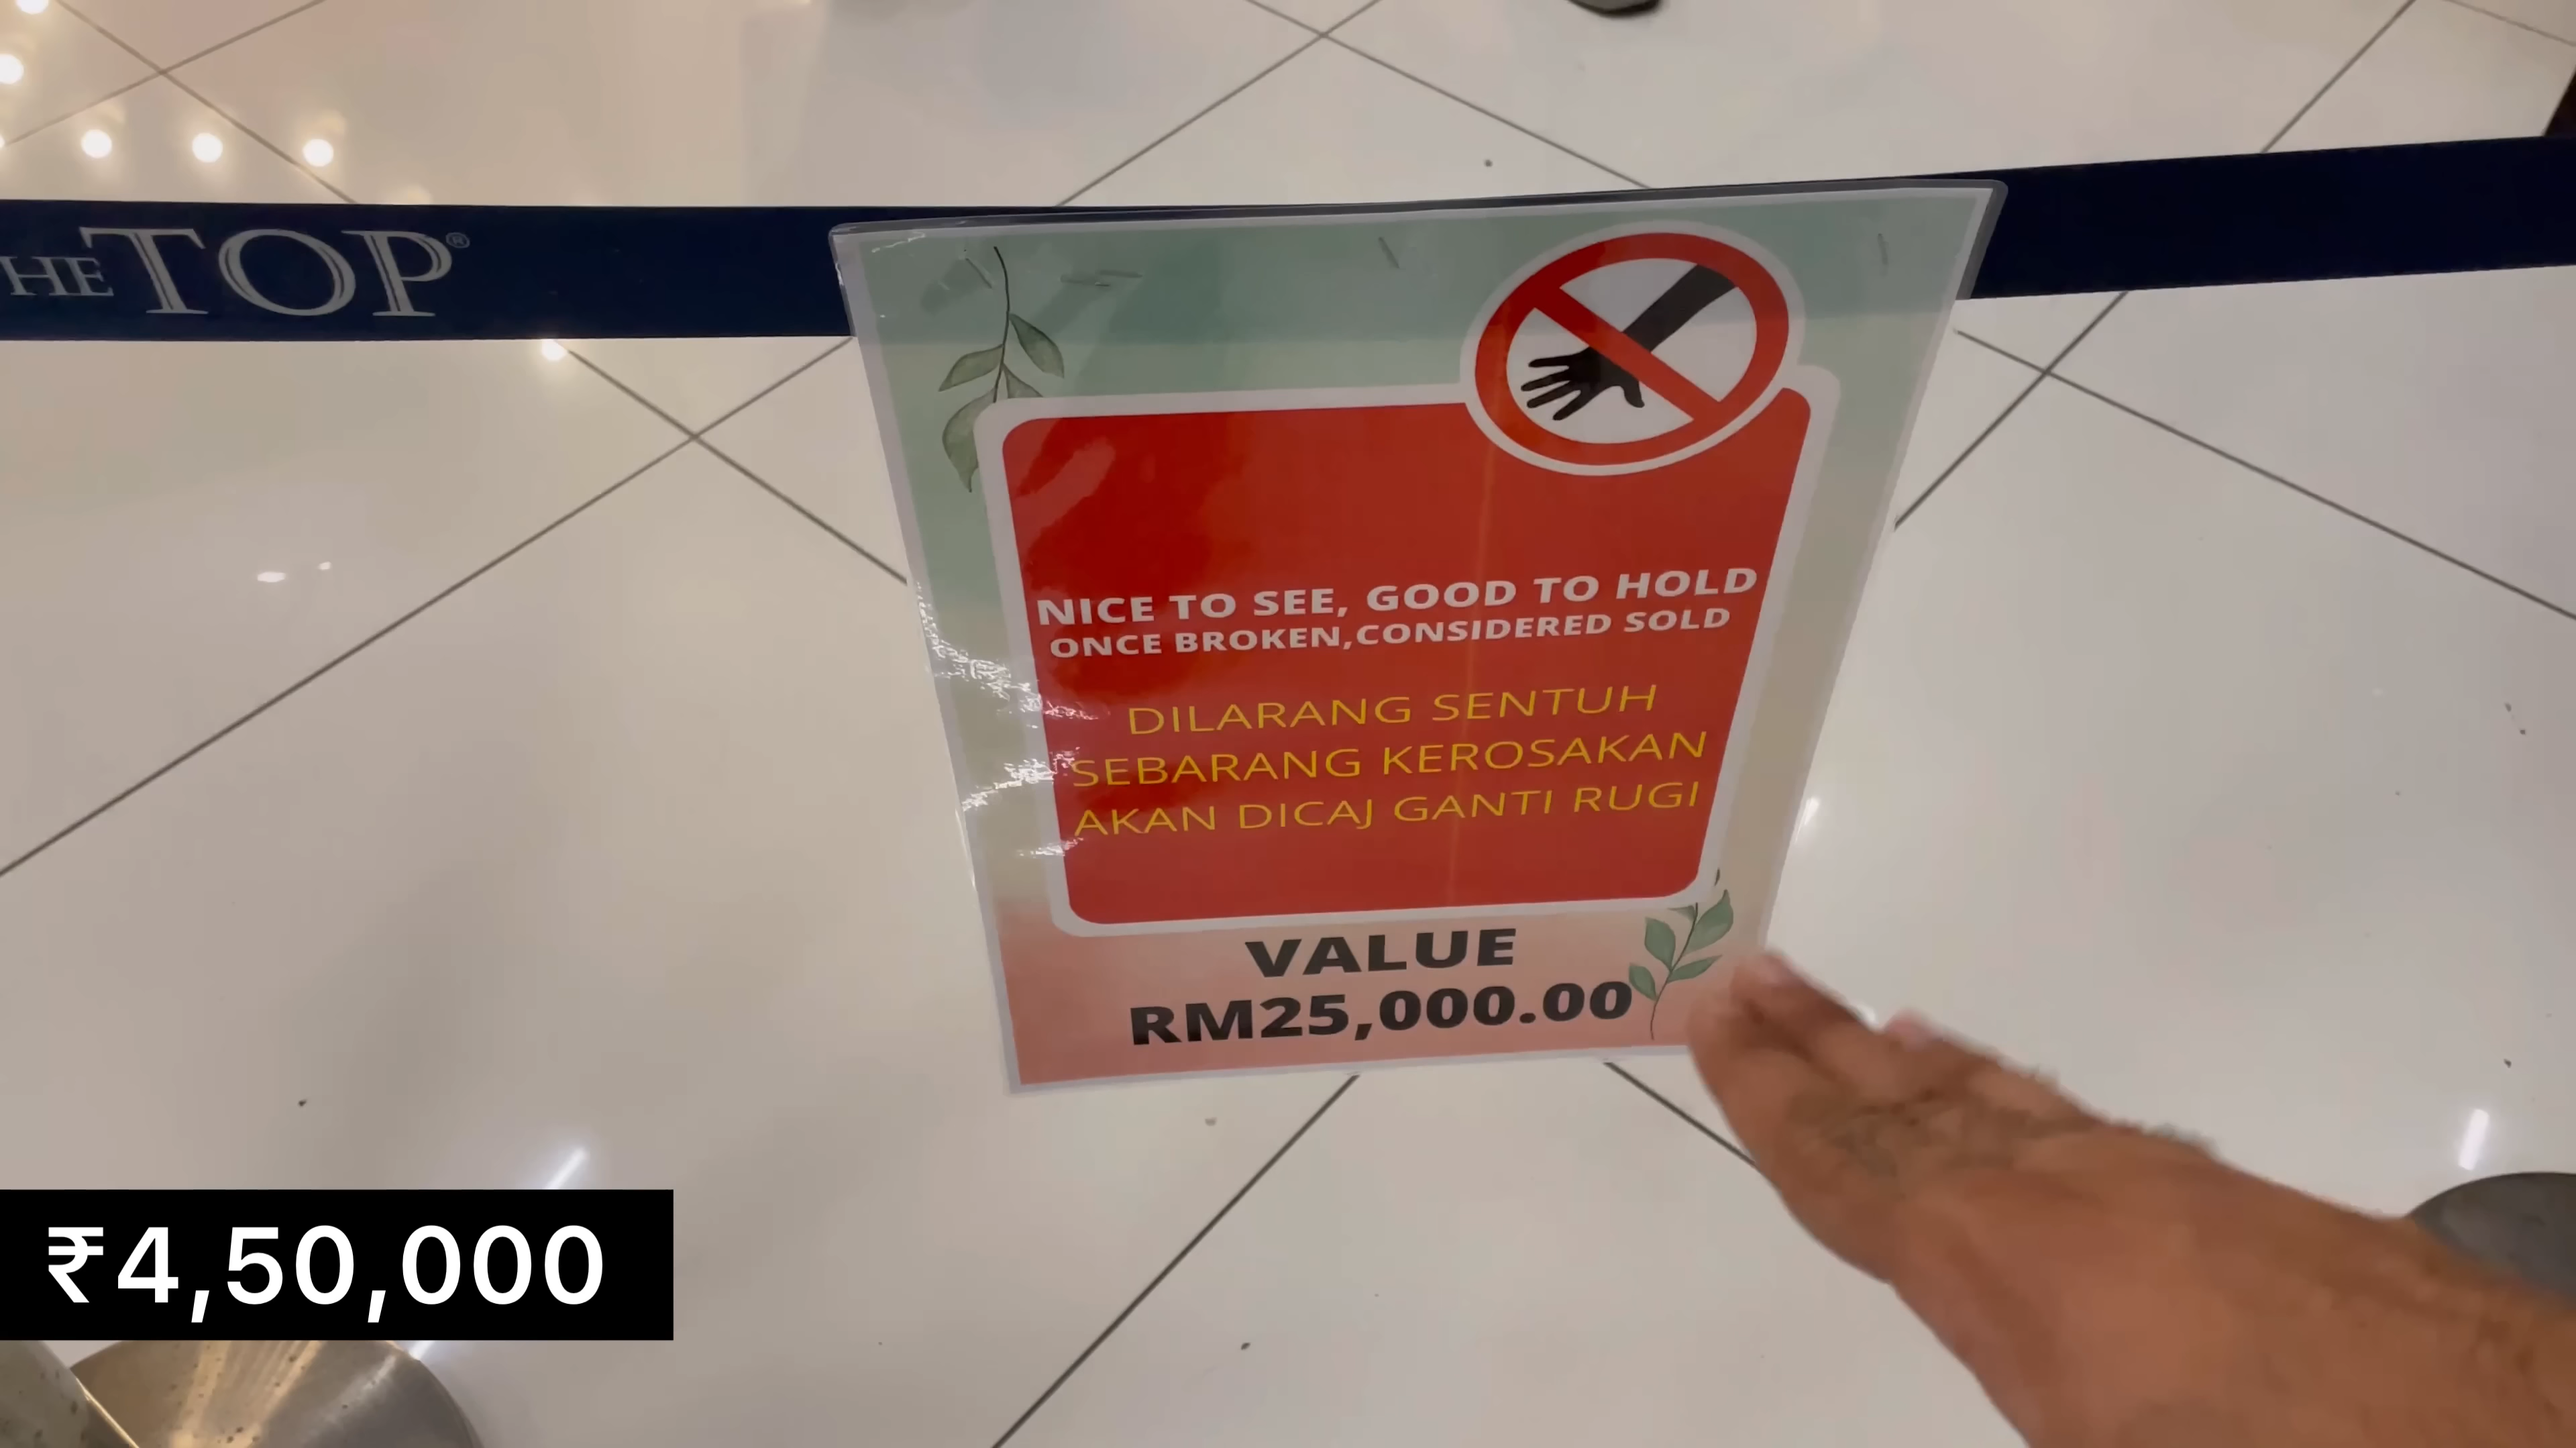 HE TOP®
NICE TO SEE, GOOD TO HOLD
ONCE BROKEN,CONSIDERED SOLD
DILARANG SENTUH
SEBARANG KEROSAKAN
AKAN DICAJ GANTI RUGI
VALUE
RM25,000.00
₹4,50,000